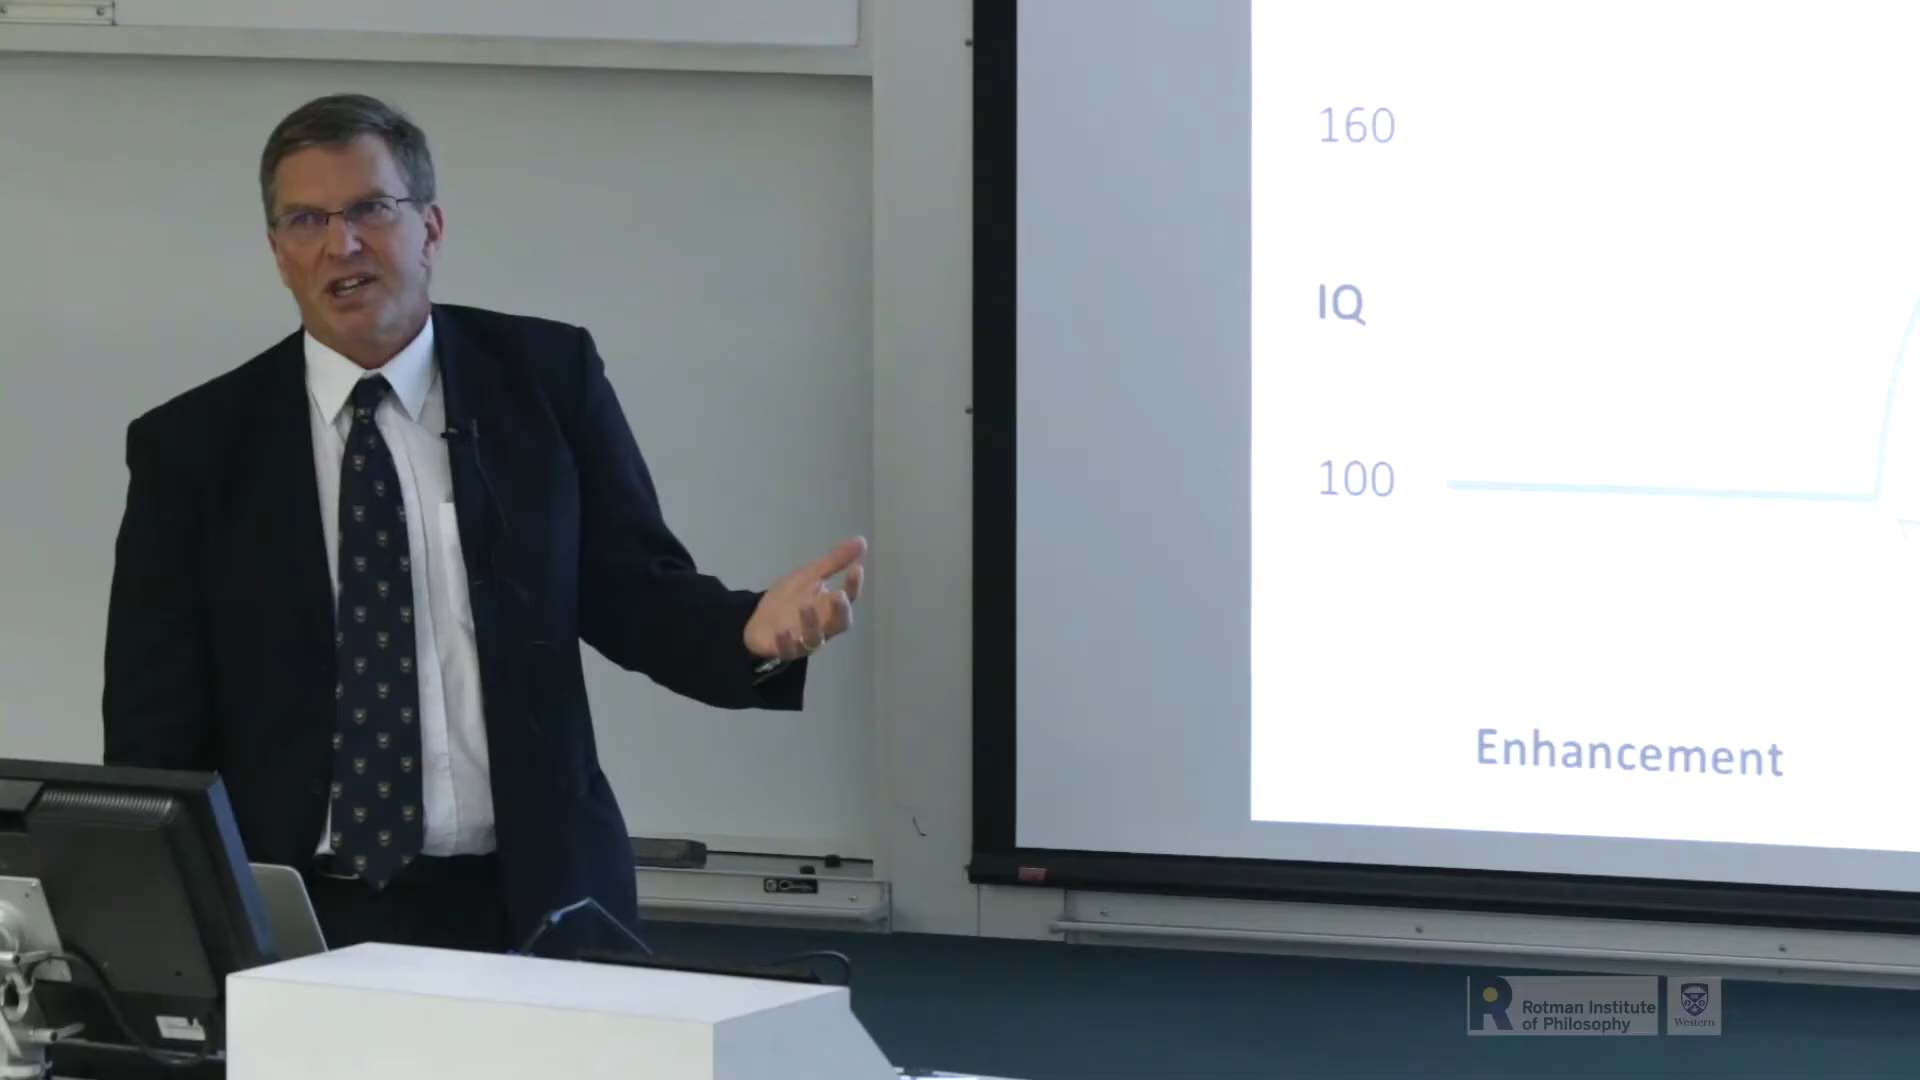 160
IQ
100
Enhancement
Rotman Institute
of Philosophy
Western